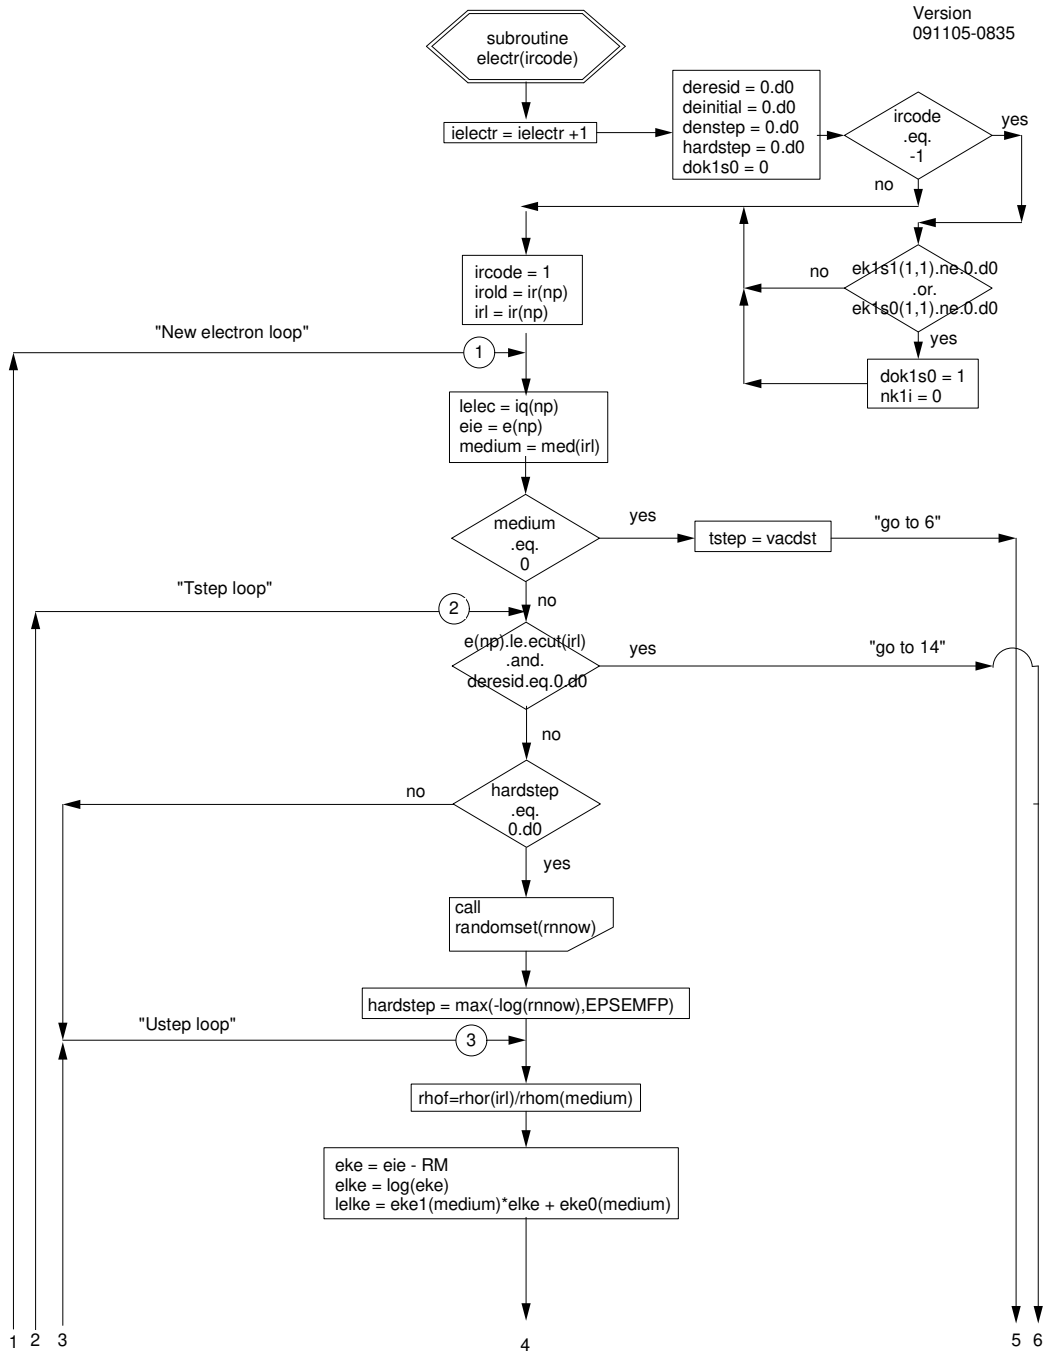 Version
091105-0835
subroutine
electr(ircode)
ielectr = ielectr +1
deresid = 0.d0
deinitial = 0.d0
denstep = 0.d0
hardstep = 0.d0
dok1s0 = 0
ircode
.eq.
-1
yes
no
ek1s1(1,1).ne.0.d0
.or.
ek1s0(1,1).ne.0.d0
no
yes
dok1s0 = 1
nk1i = 0
ircode = 1
irold = ir(np)
irl = ir(np)
"New electron loop"
1
lelec = iq(np)
eie = e(np)
medium = med(irl)
medium
.eq.
0
yes
tstep = vacdst
"go to 6"
no
"Tstep loop"
2
e(np).le.ecut(irl)
.and.
deresid.eq.0.d0
yes
"go to 14"
no
hardstep
.eq.
0.d0
no
yes
call
randomset(rnnow)
hardstep = max(-log(rnnow),EPSEMFP)
"Ustep loop"
3
rhof=rhor(irl)/rhom(medium)
eke = eie - RM
elke = log(eke)
lelke = eke1(medium)*elke + eke0(medium)
1 2 3 4 5 6